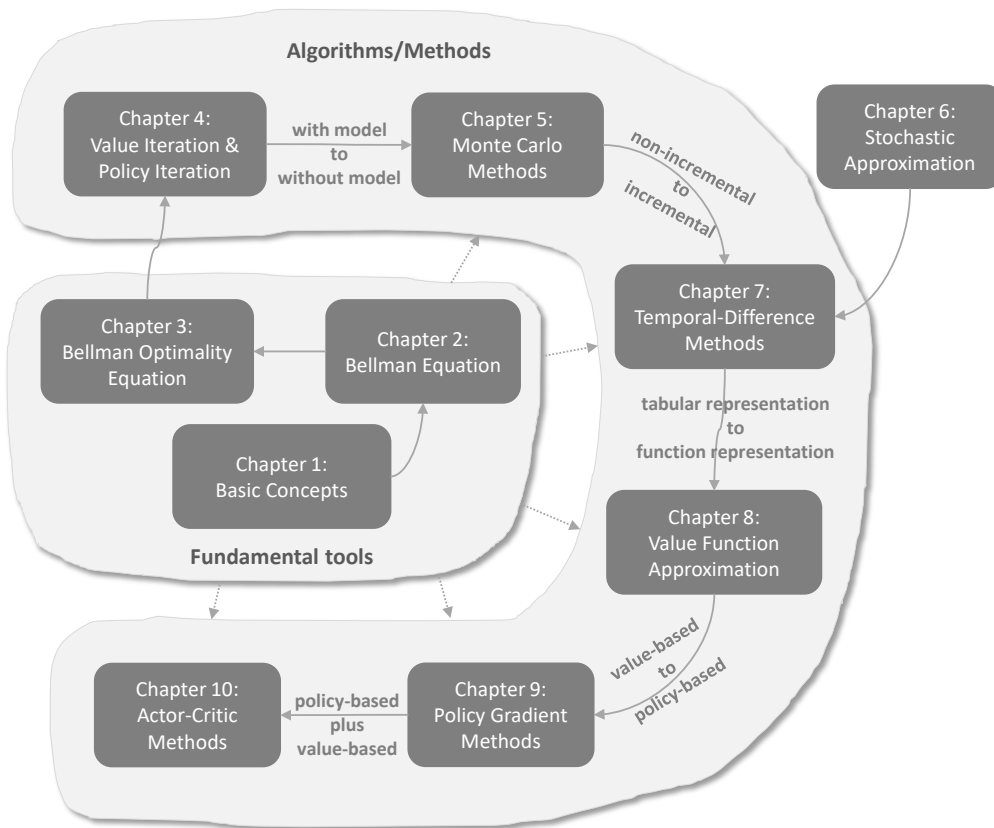 Algorithms/Methods
Chapter 4:
Value Iteration &
Policy Iteration
with model
to
without model
Chapter 5:
Monte Carlo
Methods
non-incremental
to
incremental
Chapter 6:
Stochastic
Approximation
Chapter 3:
Bellman Optimality
Equation
Chapter 2:
Bellman Equation
Chapter 7:
Temporal-Difference
Methods
Chapter 1:
Basic Concepts
tabular representation
to
function representation
Fundamental tools
Chapter 8:
Value Function
Approximation
value-based
to
policy-based
Chapter 10:
Actor-Critic
Methods
policy-based
plus
value-based
Chapter 9:
Policy Gradient
Methods